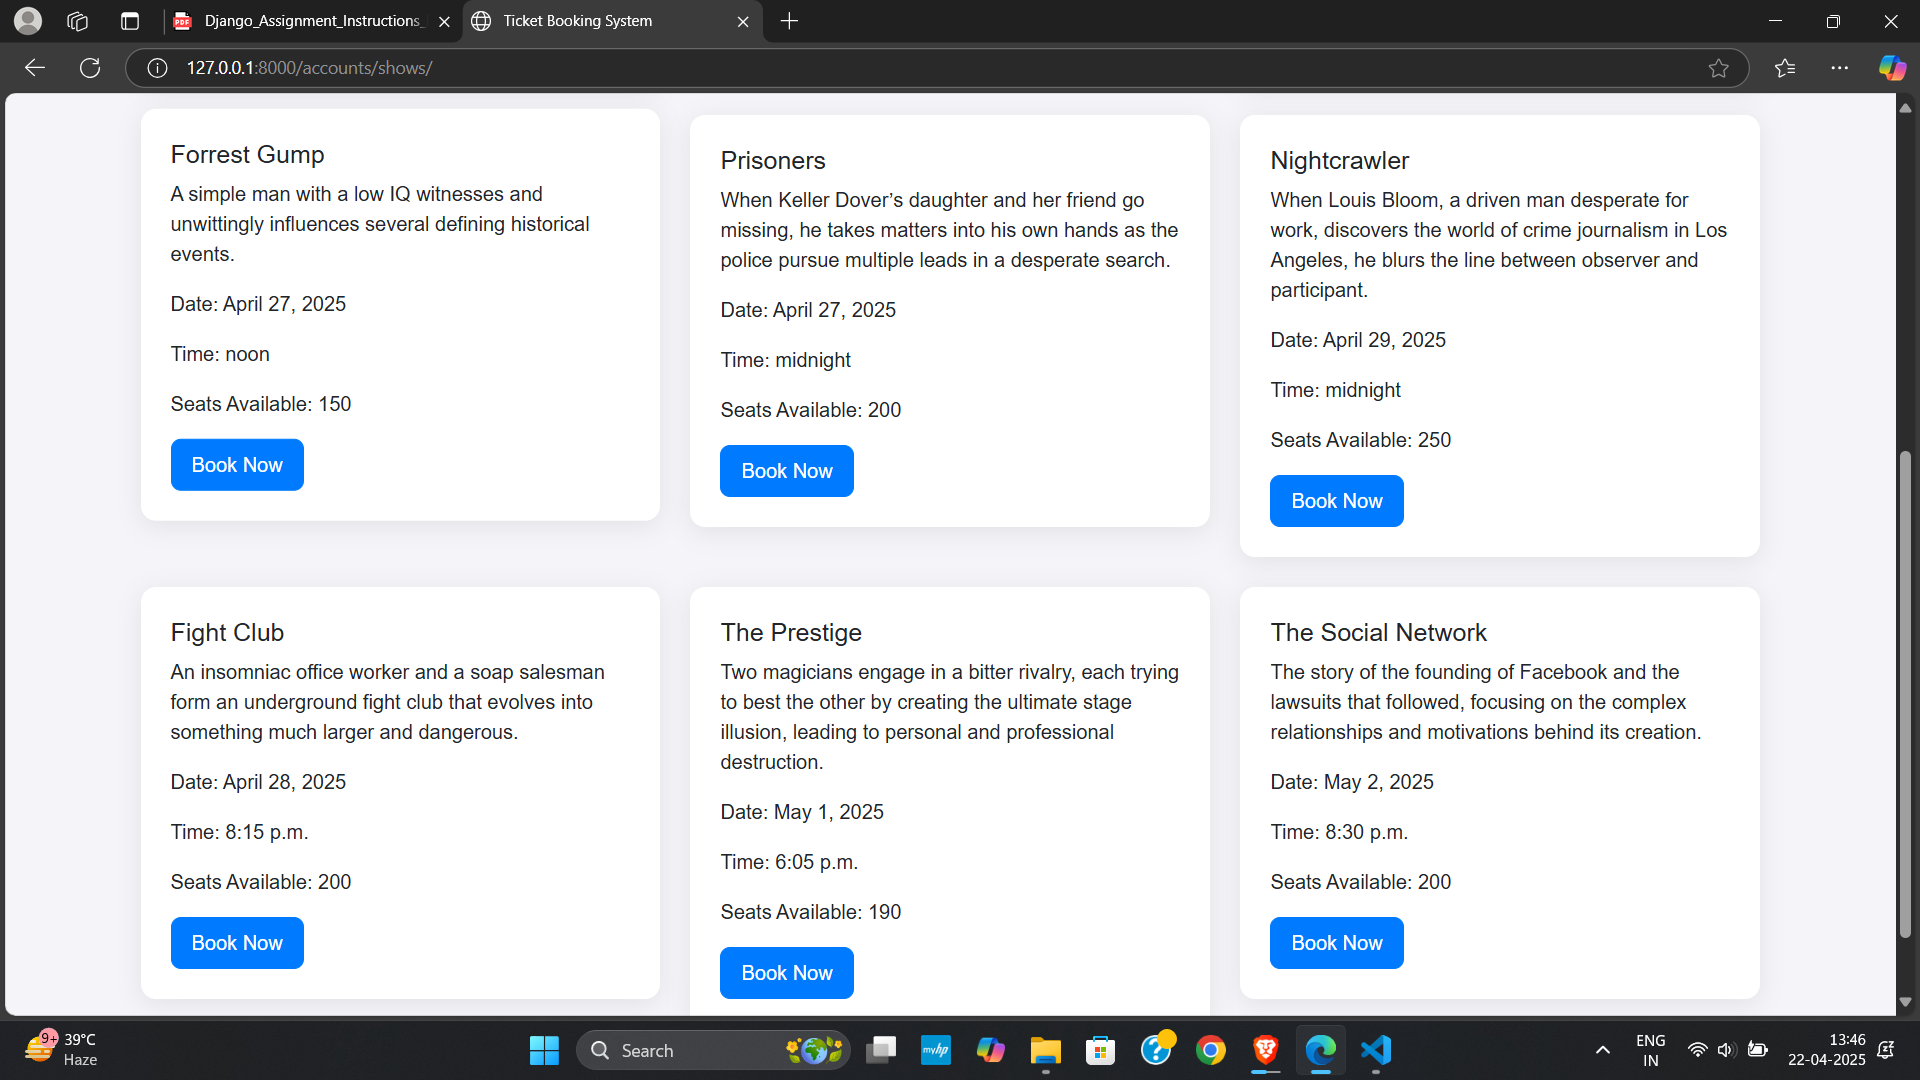 Django_Assignment_Instructions_
Ticket Booking System
127.0.0.1:8000/accounts/shows/
Forrest Gump
A simple man with a low IQ witnesses and
unwittingly influences several defining historical
events.
Date: April 27, 2025
Time: noon
Seats Available: 150
Book Now
Prisoners
When Keller Dover’s daughter and her friend go
missing, he takes matters into his own hands as the
police pursue multiple leads in a desperate search.
Date: April 27, 2025
Time: midnight
Seats Available: 200
Book Now
Nightcrawler
When Louis Bloom, a driven man desperate for
work, discovers the world of crime journalism in Los
Angeles, he blurs the line between observer and
participant.
Date: April 29, 2025
Time: midnight
Seats Available: 250
Book Now
Fight Club
An insomniac office worker and a soap salesman
form an underground fight club that evolves into
something much larger and dangerous.
Date: April 28, 2025
Time: 8:15 p.m.
Seats Available: 200
Book Now
The Prestige
Two magicians engage in a bitter rivalry, each trying
to best the other by creating the ultimate stage
illusion, leading to personal and professional
destruction.
Date: May 1, 2025
Time: 6:05 p.m.
Seats Available: 190
Book Now
The Social Network
The story of the founding of Facebook and the
lawsuits that followed, focusing on the complex
relationships and motivations behind its creation.
Date: May 2, 2025
Time: 8:30 p.m.
Seats Available: 200
Book Now
9+
39°C
Haze
Search
myhp
ENG
IN
13:46
22-04-2025